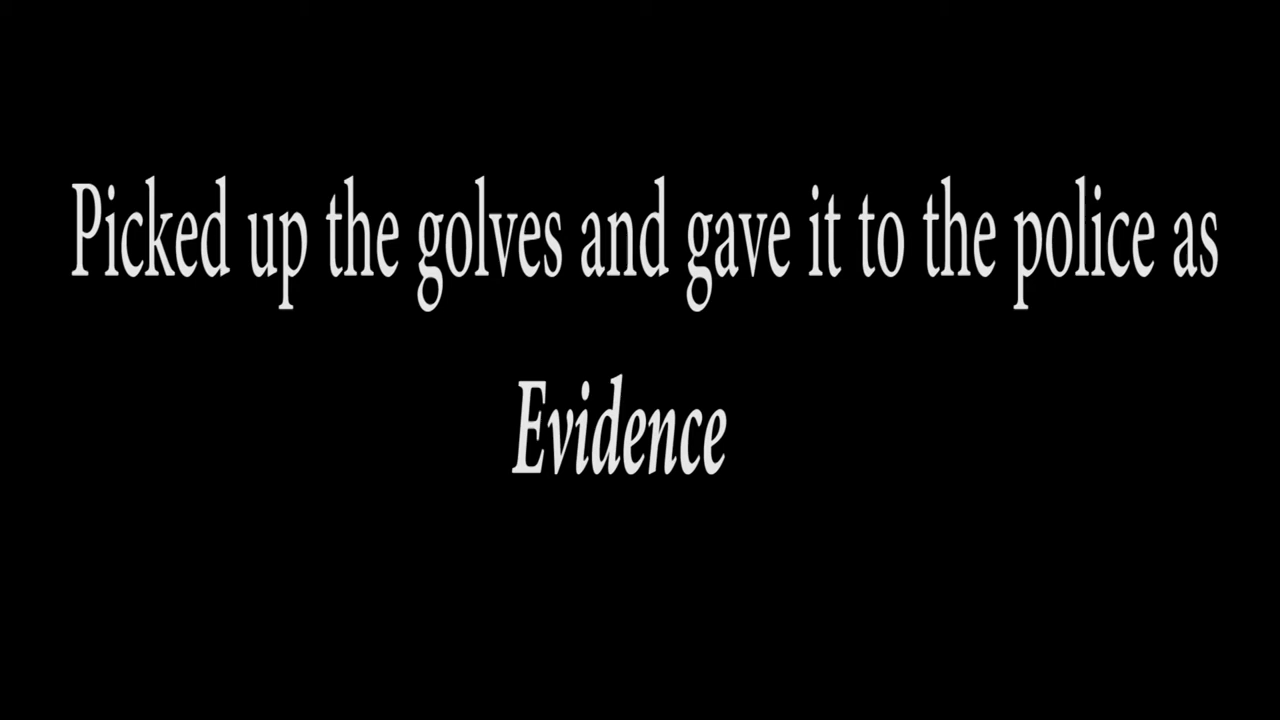 Picked up the golves and gave it to the police as
Evidence